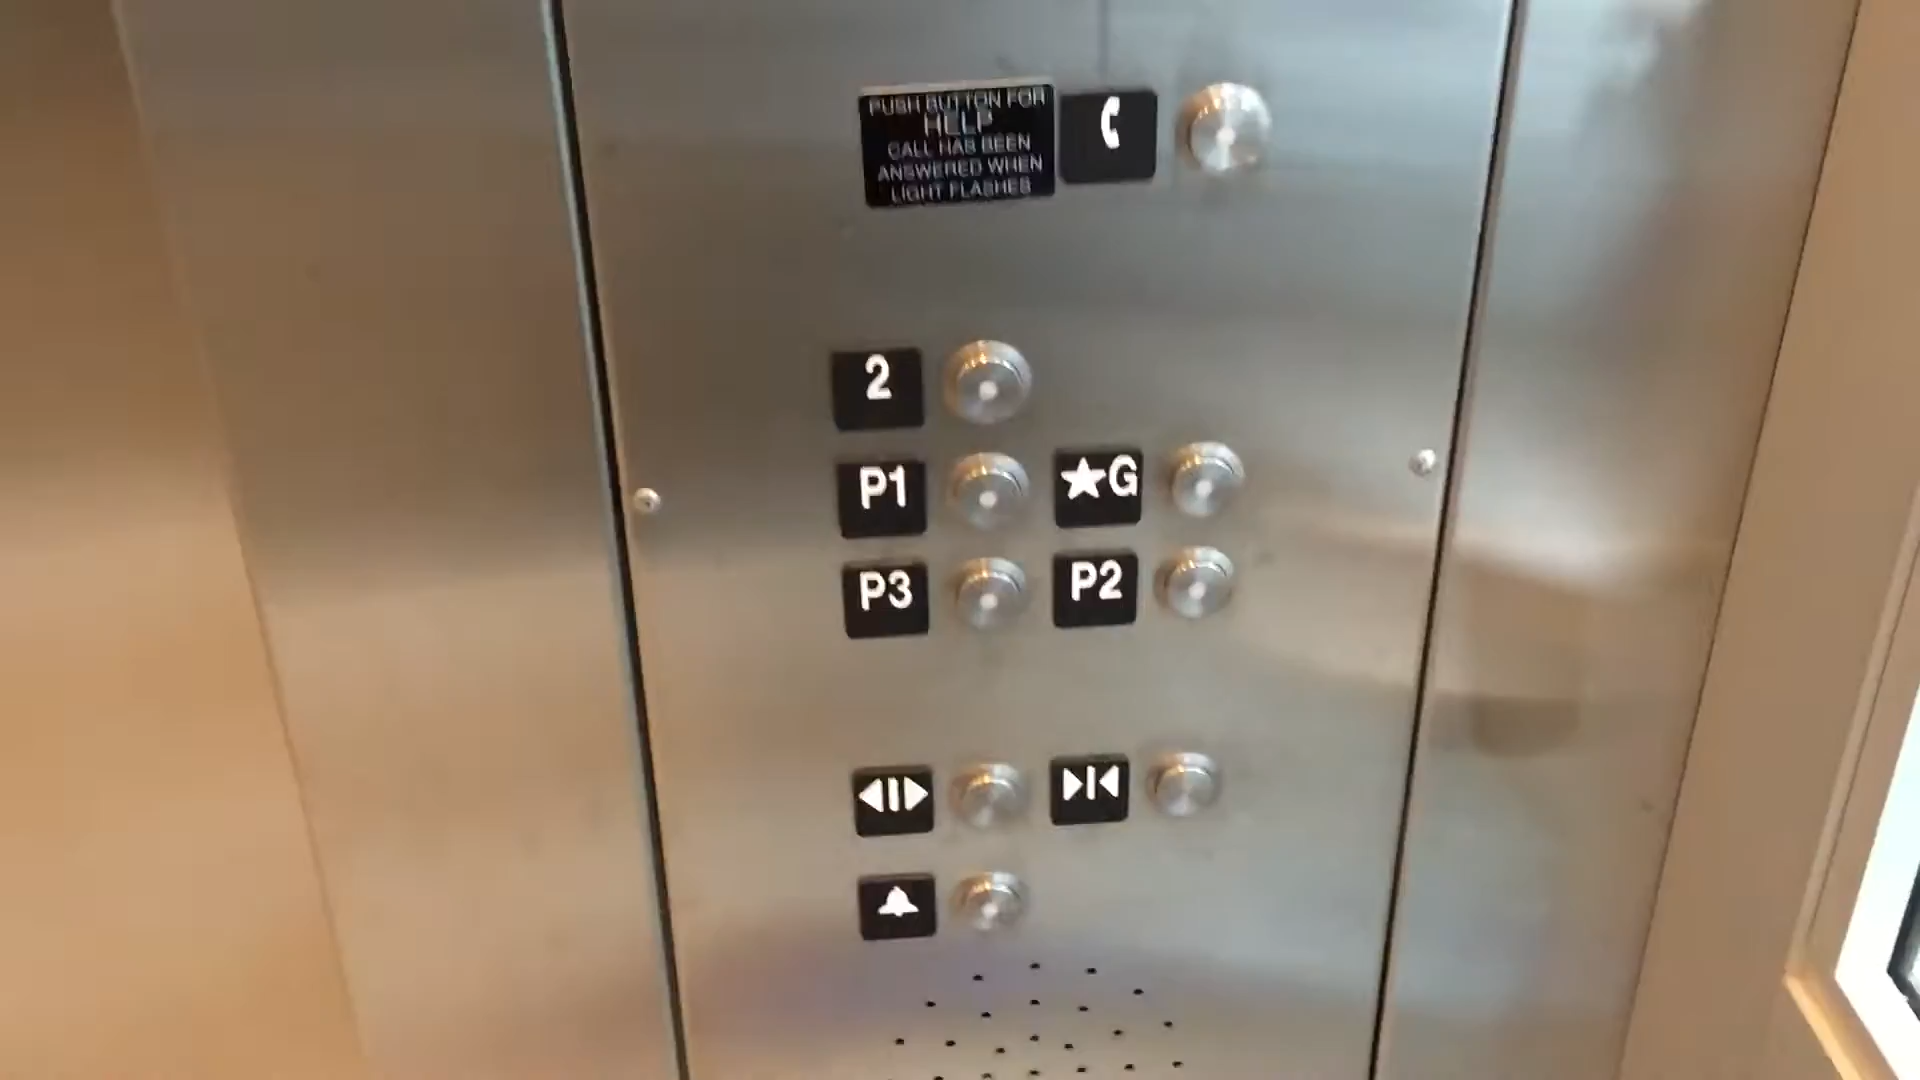 PUSH BUTTON FOR
HELP
CALL HAS BEEN
ANSWERED WHEN
LIGHT FLASHES
2
P1 ★G
P3 P2